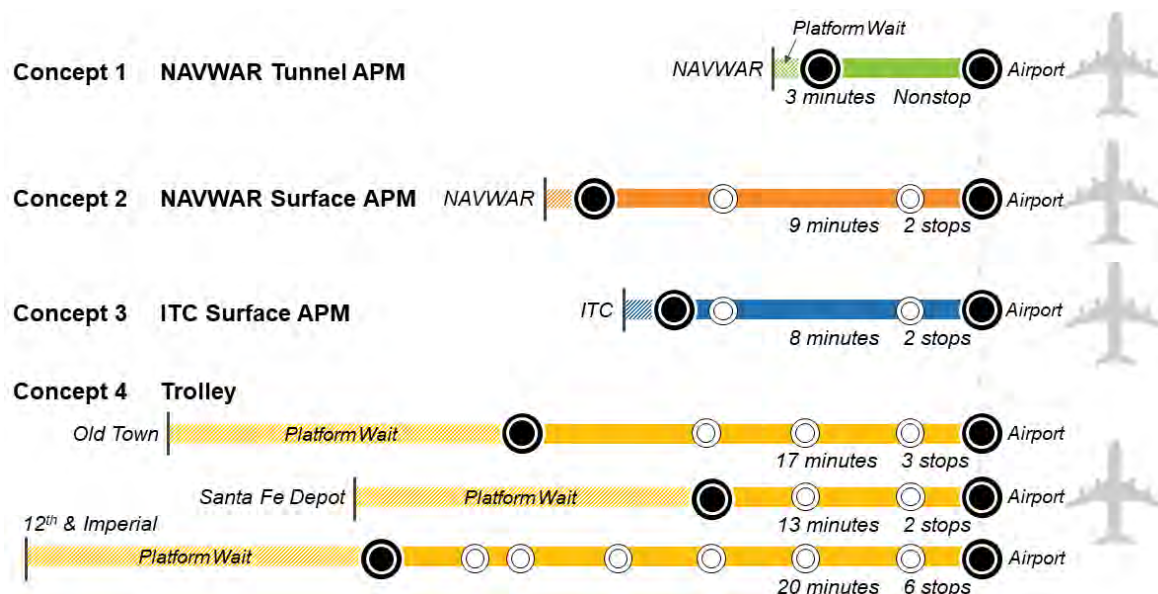 Platform Wait
Concept 1 NAVWAR Tunnel APM NAVWAR Airport
3 minutes Nonstop
Concept 2 NAVWAR Surface APM NAVWAR Airport
9 minutes 2 stops
Concept 3 ITC Surface APM ITC Airport
8 minutes 2 stops
Concept 4 Trolley
Old Town Platform Wait Airport
17 minutes 3 stops
Santa Fe Depot Platform Wait Airport
13 minutes 2 stops
12th & Imperial
Platform Wait Airport
20 minutes 6 stops